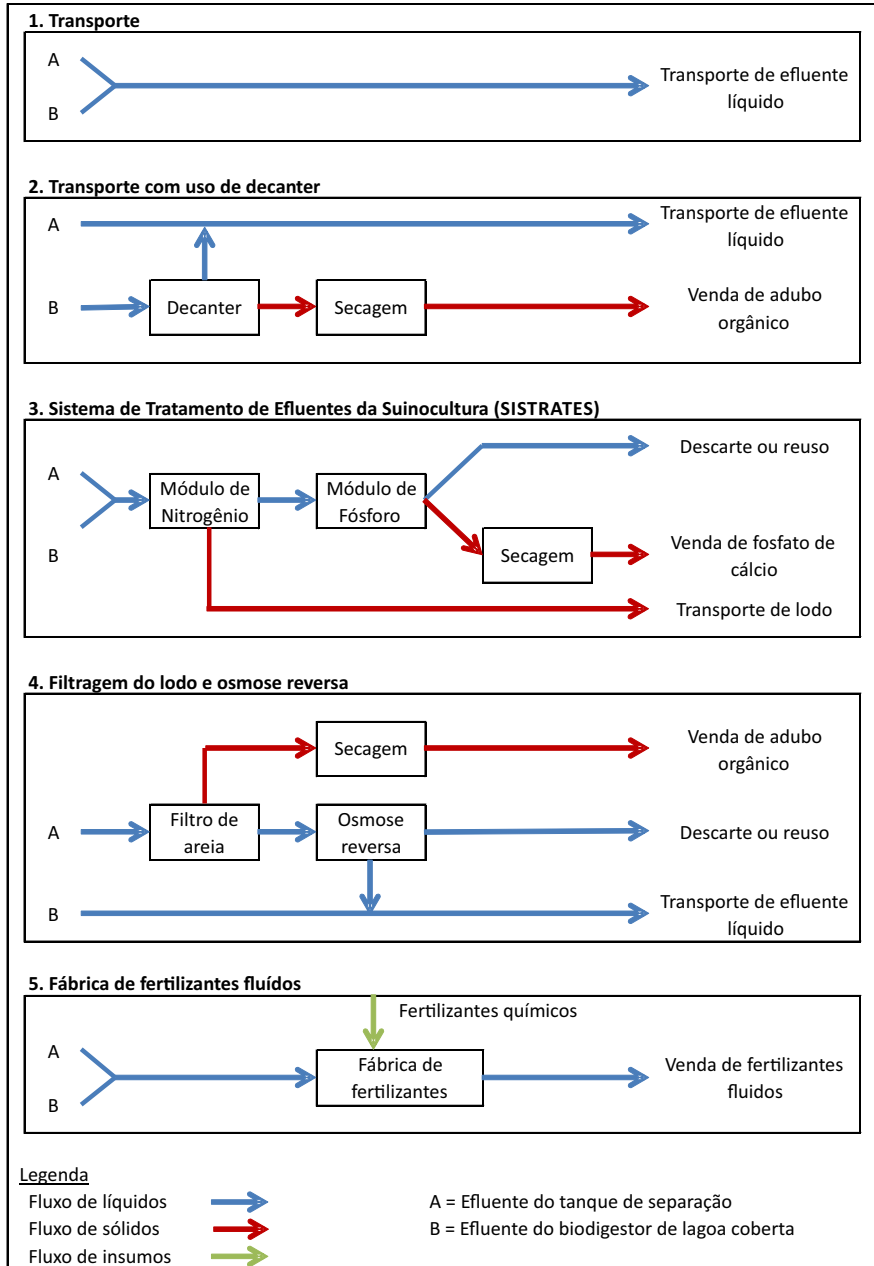 1. Transporte
A
B
Transporte de efluente
líquido
2. Transporte com uso de decanter
A
Transporte de efluente
líquido
B
Decanter
Secagem
Venda de adubo
orgânico
3. Sistema de Tratamento de Efluentes da Suinocultura (SISTRATES)
A
B
Módulo de
Nitrogênio
Módulo de
Fósforo
Descarte ou reuso
Secagem
Venda de fosfato de
cálcio
Transporte de lodo
4. Filtragem do lodo e osmose reversa
Secagem
Venda de adubo
orgânico
A
Filtro de
areia
Osmose
reversa
Descarte ou reuso
B
Transporte de efluente
líquido
5. Fábrica de fertilizantes fluídos
Fertilizantes químicos
A
B
Fábrica de
fertilizantes
Venda de fertilizantes
fluidos
Legenda
Fluxo de líquidos
A = Efluente do tanque de separação
Fluxo de sólidos
B = Efluente do biodigestor de lagoa coberta
Fluxo de insumos